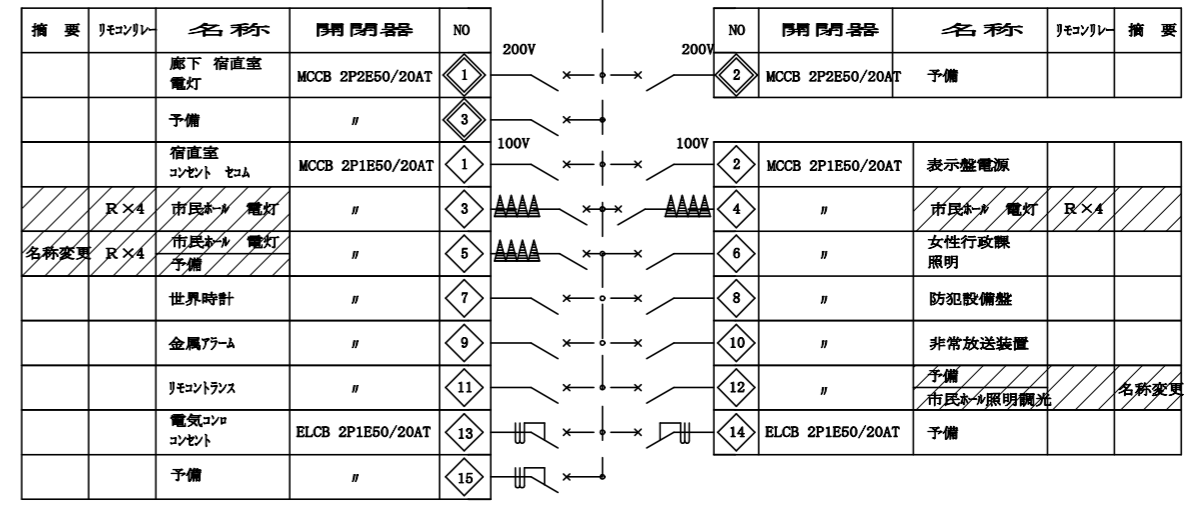 摘 要 ﾘﾓｺﾝﾘﾚｰ 名称 開閉器 NO
200V
廊下 宿直室
電灯
MCCB 2P2E50/20AT 1
予備 〃 3
100V
宿直室
ｺﾝｾﾝﾄ ｾｺﾑ
MCCB 2P1E50/20AT 1
R×4 市民ﾎｰﾙ 電灯 〃 3
名称変更 R×4 市民ﾎｰﾙ 電灯
予備
〃 5
世界時計 〃 7
金属ｱﾗｰﾑ 〃 9
ﾘﾓｺﾝﾄﾗﾝｽ 〃 11
電気ｺﾝﾛ
ｺﾝｾﾝﾄ
ELCB 2P1E50/20AT 13
予備 〃 15
NO 開閉器 名称 ﾘﾓｺﾝﾘﾚｰ 摘 要
200V
2 MCCB 2P2E50/20AT 予備
100V
2 MCCB 2P1E50/20AT 表示盤電源
4 〃 市民ﾎｰﾙ 電灯 R×4
6 〃 女性行政課
照明
8 〃 防犯設備盤
10 〃 非常放送装置
12 〃 予備
市民ﾎｰﾙ照明調光
名称変更
14 ELCB 2P1E50/20AT 予備